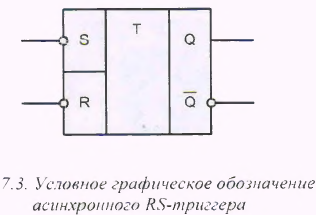 S T Q
R Q̅
7.3. Условное графическое обозначение
асинхронного RS-триггера